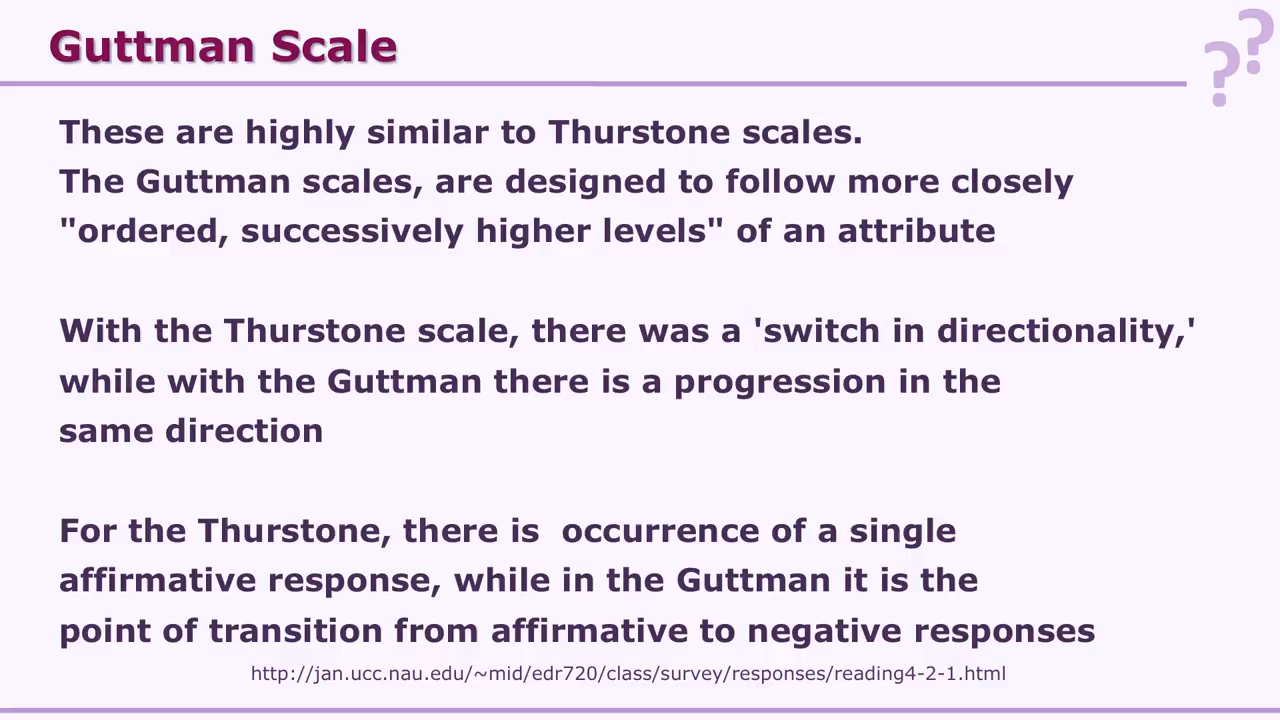 Guttman Scale
??
These are highly similar to Thurstone scales.
The Guttman scales, are designed to follow more closely
"ordered, successively higher levels" of an attribute
With the Thurstone scale, there was a 'switch in directionality,'
while with the Guttman there is a progression in the
same direction
For the Thurstone, there is  occurrence of a single
affirmative response, while in the Guttman it is the
point of transition from affirmative to negative responses
http://jan.ucc.nau.edu/~mid/edr720/class/survey/responses/reading4-2-1.html